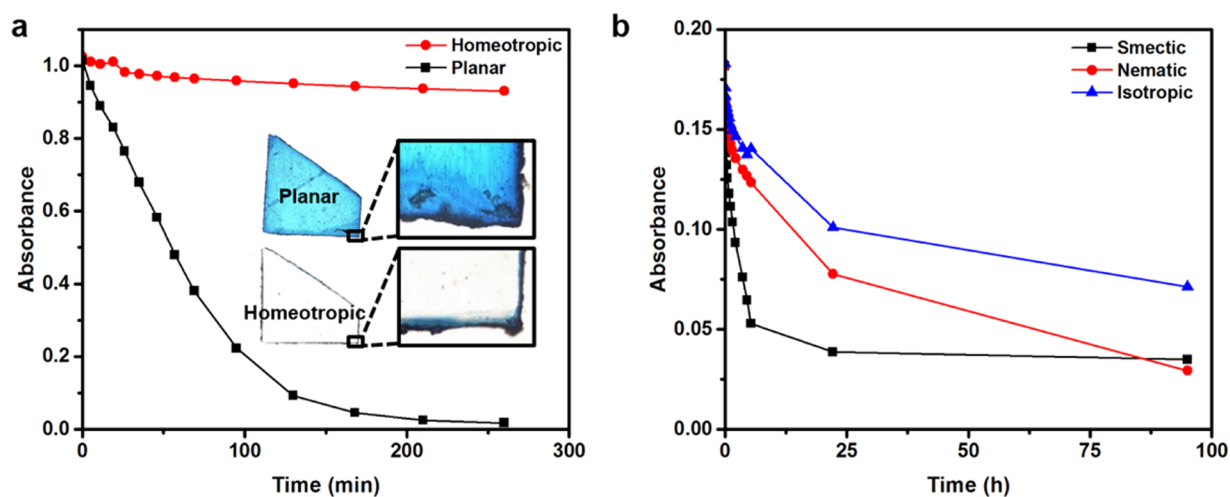 a
Homeotropic
Planar
1.0
0.8
0.6
0.4
0.2
0.0
Absorbance
Planar
Homeotropic
0
100
200
300
Time (min)
b
Smectic
Nematic
Isotropic
0.20
0.15
0.10
0.05
0.00
Absorbance
0
25
50
75
100
Time (h)